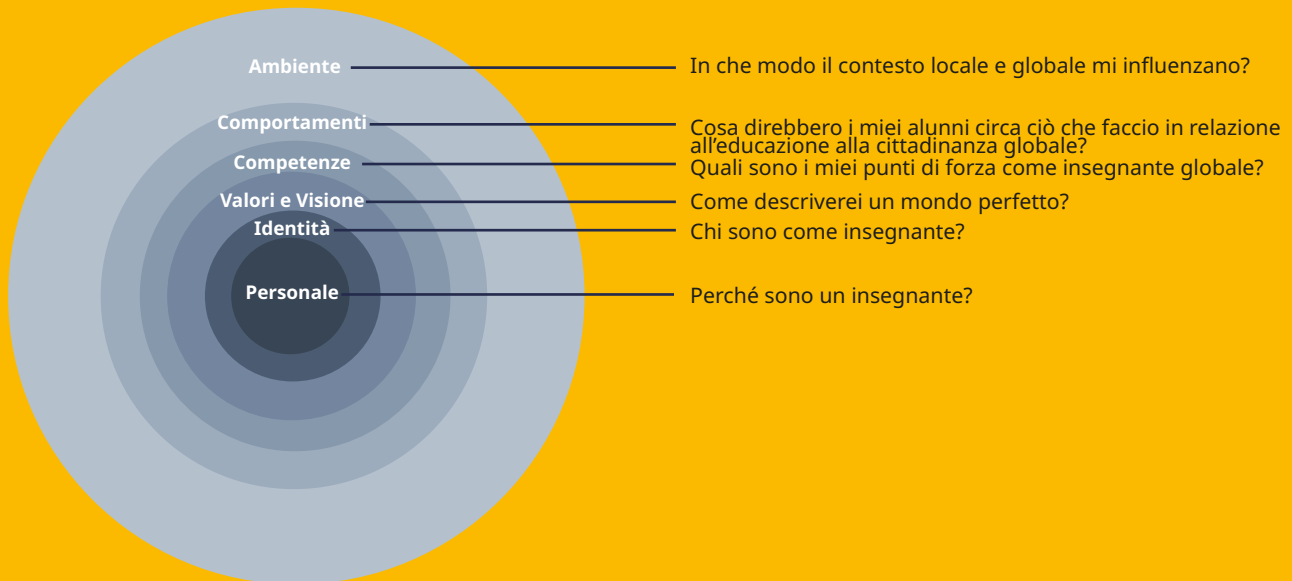 Ambiente
In che modo il contesto locale e globale mi influenzano?
Comportamenti
Cosa direbbero i miei alunni circa ciò che faccio in relazione
all’educazione alla cittadinanza globale?
Competenze
Quali sono i miei punti di forza come insegnante globale?
Valori e Visione
Come descriverei un mondo perfetto?
Identità
Chi sono come insegnante?
Personale
Perché sono un insegnante?